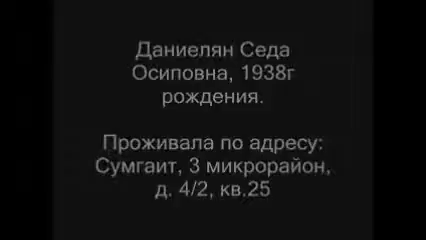 Даниелян Седа
Осиповна, 1938г
рождения.
Проживала по адресу:
Сумгаит, 3 микрорайон,
д. 4/2, кв.25